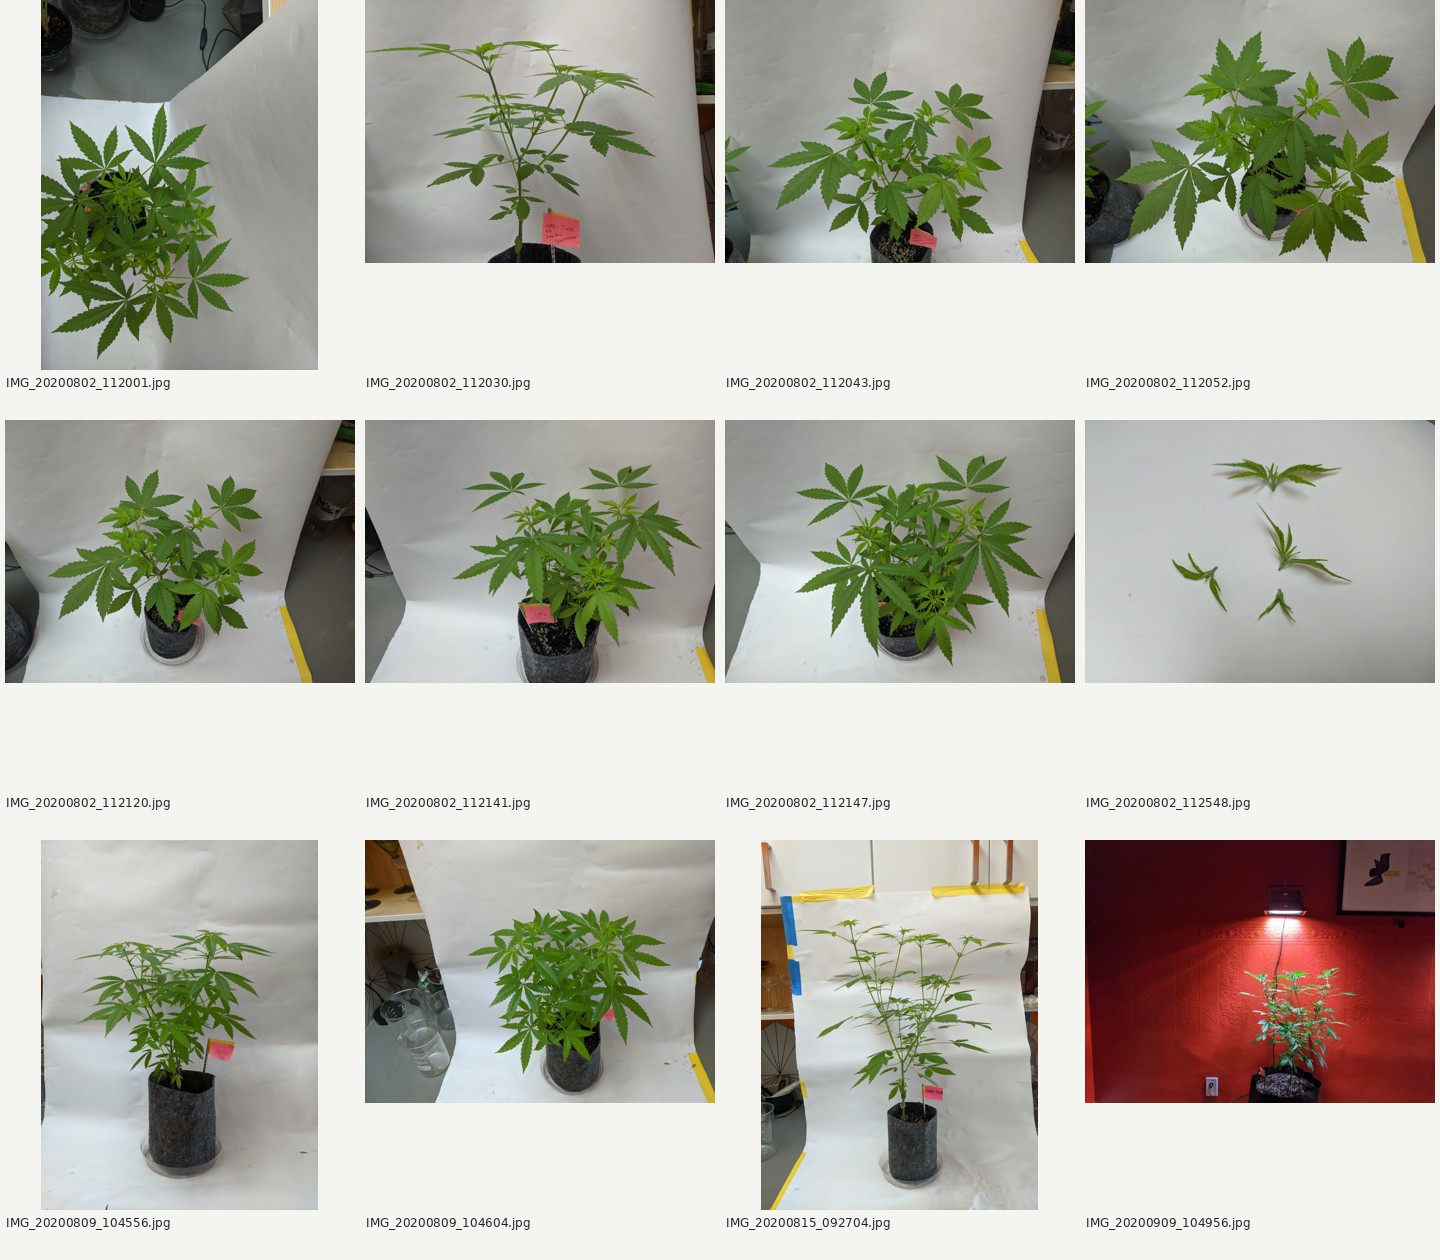 IMG_20200802_112001.jpg
IMG_20200802_112030.jpg
IMG_20200802_112043.jpg
IMG_20200802_112052.jpg
IMG_20200802_112120.jpg
IMG_20200802_112141.jpg
IMG_20200802_112147.jpg
IMG_20200802_112548.jpg
IMG_20200809_104556.jpg
IMG_20200809_104604.jpg
IMG_20200815_092704.jpg
IMG_20200909_104956.jpg